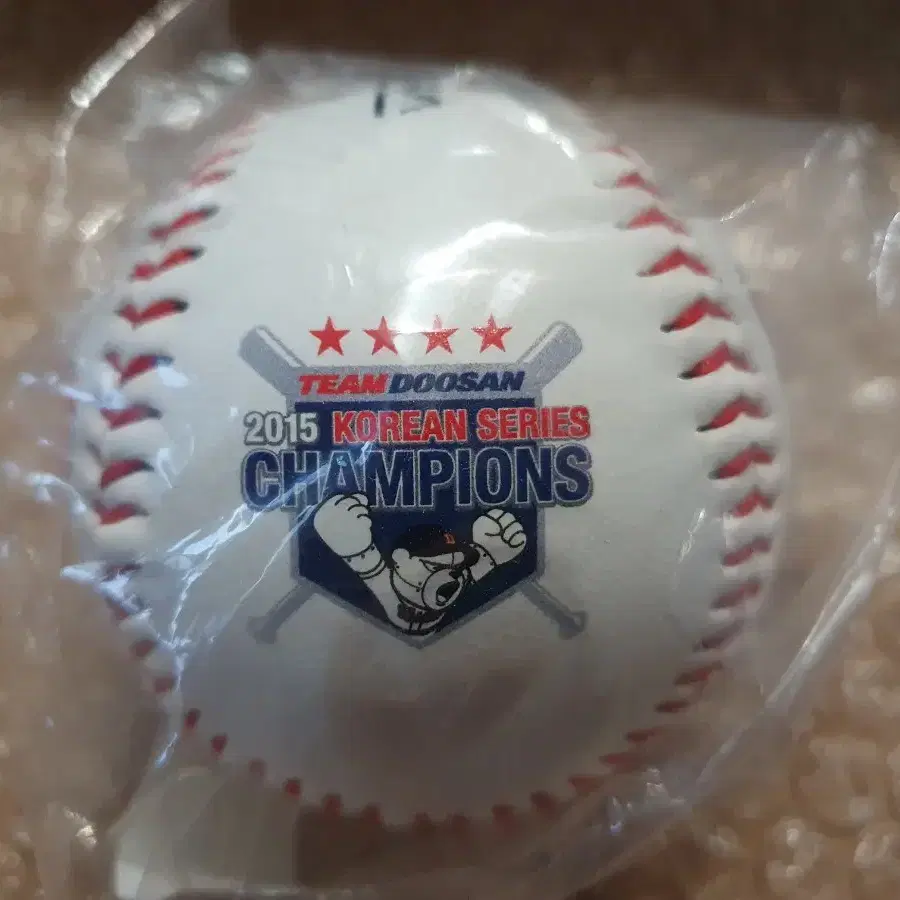 TEAM DOOSAN
2015 KOREAN SERIES
CHAMPIONS